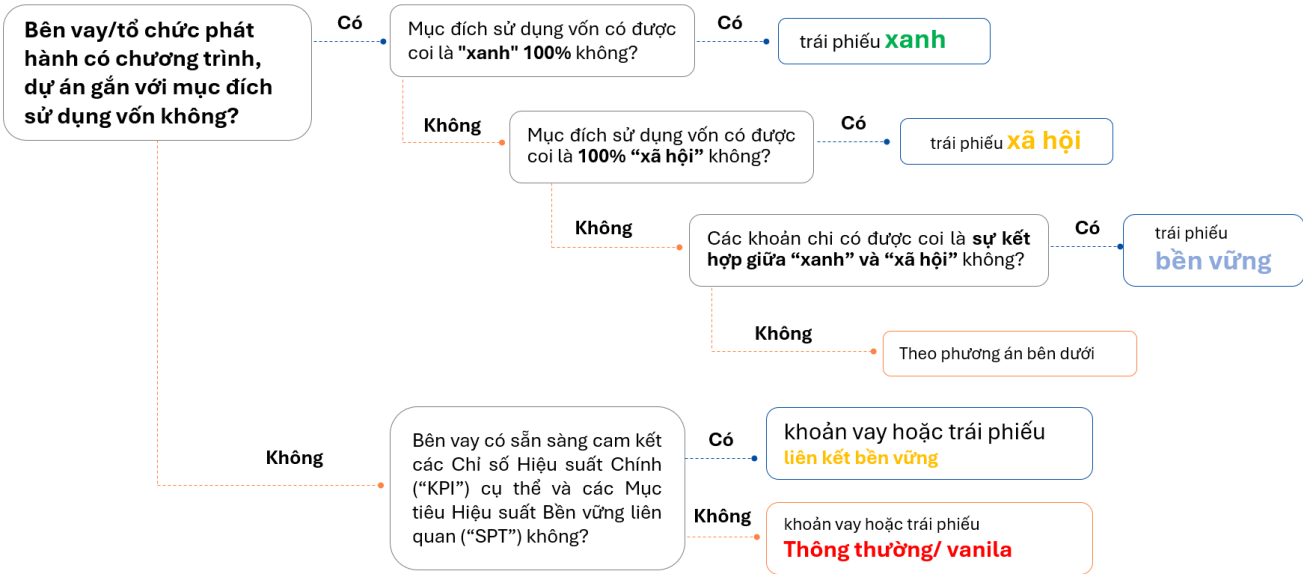 Bên vay/tổ chức phát
hành có chương trình,
dự án gắn với mục đích
sử dụng vốn không?
Có
Mục đích sử dụng vốn có được
coi là "xanh" 100% không?
Có
trái phiếu xanh
Không
Mục đích sử dụng vốn có được
coi là 100% “xã hội” không?
Có
trái phiếu xã hội
Không
Các khoản chi có được coi là sự kết
hợp giữa “xanh” và “xã hội” không?
Có
trái phiếu
bền vững
Không
Theo phương án bên dưới
Không
Bên vay có sẵn sàng cam kết
các Chỉ số Hiệu suất Chính
(“KPI”) cụ thể và các Mục
tiêu Hiệu suất Bền vững liên
quan (“SPT”) không?
Có
khoản vay hoặc trái phiếu
liên kết bền vững
Không
khoản vay hoặc trái phiếu
Thông thường/ vanila